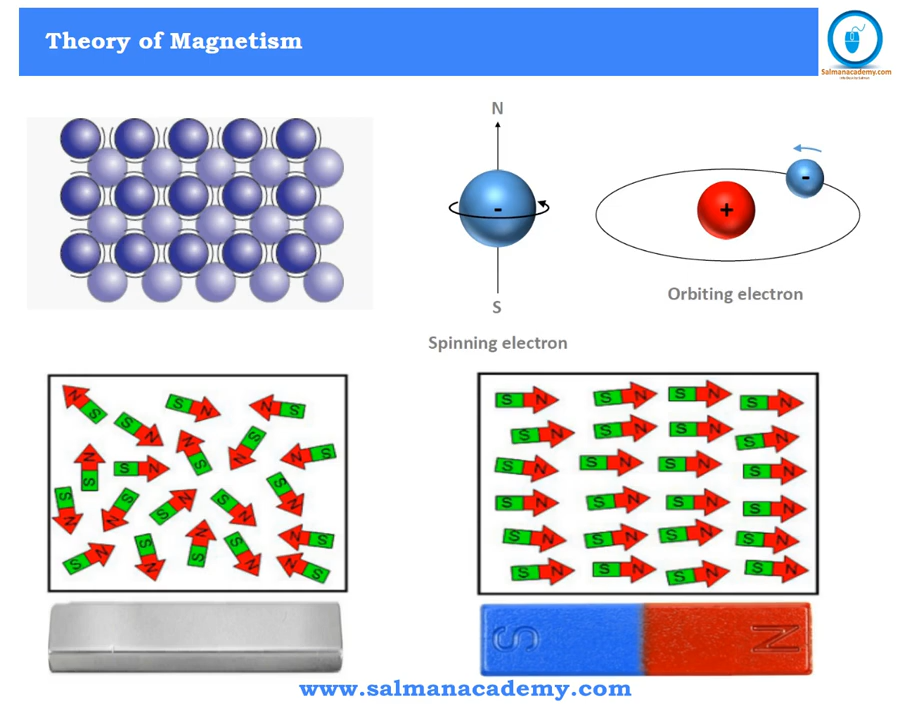 Theory of Magnetism
Salmanacademy.com
N
-
S
Spinning electron
+
-
Orbiting electron
N S
S N
N S
S N
N S
S N
N S
N S
S N
S N
S N
S N
S N
S N
N S
S N
S N
N S
S N
N S
S N S N S N S N
S N S N S N S N
S N S N S N S N
S N S N S N S N
S N S N S N S N
S N S N S N S N
S N
www.salmanacademy.com